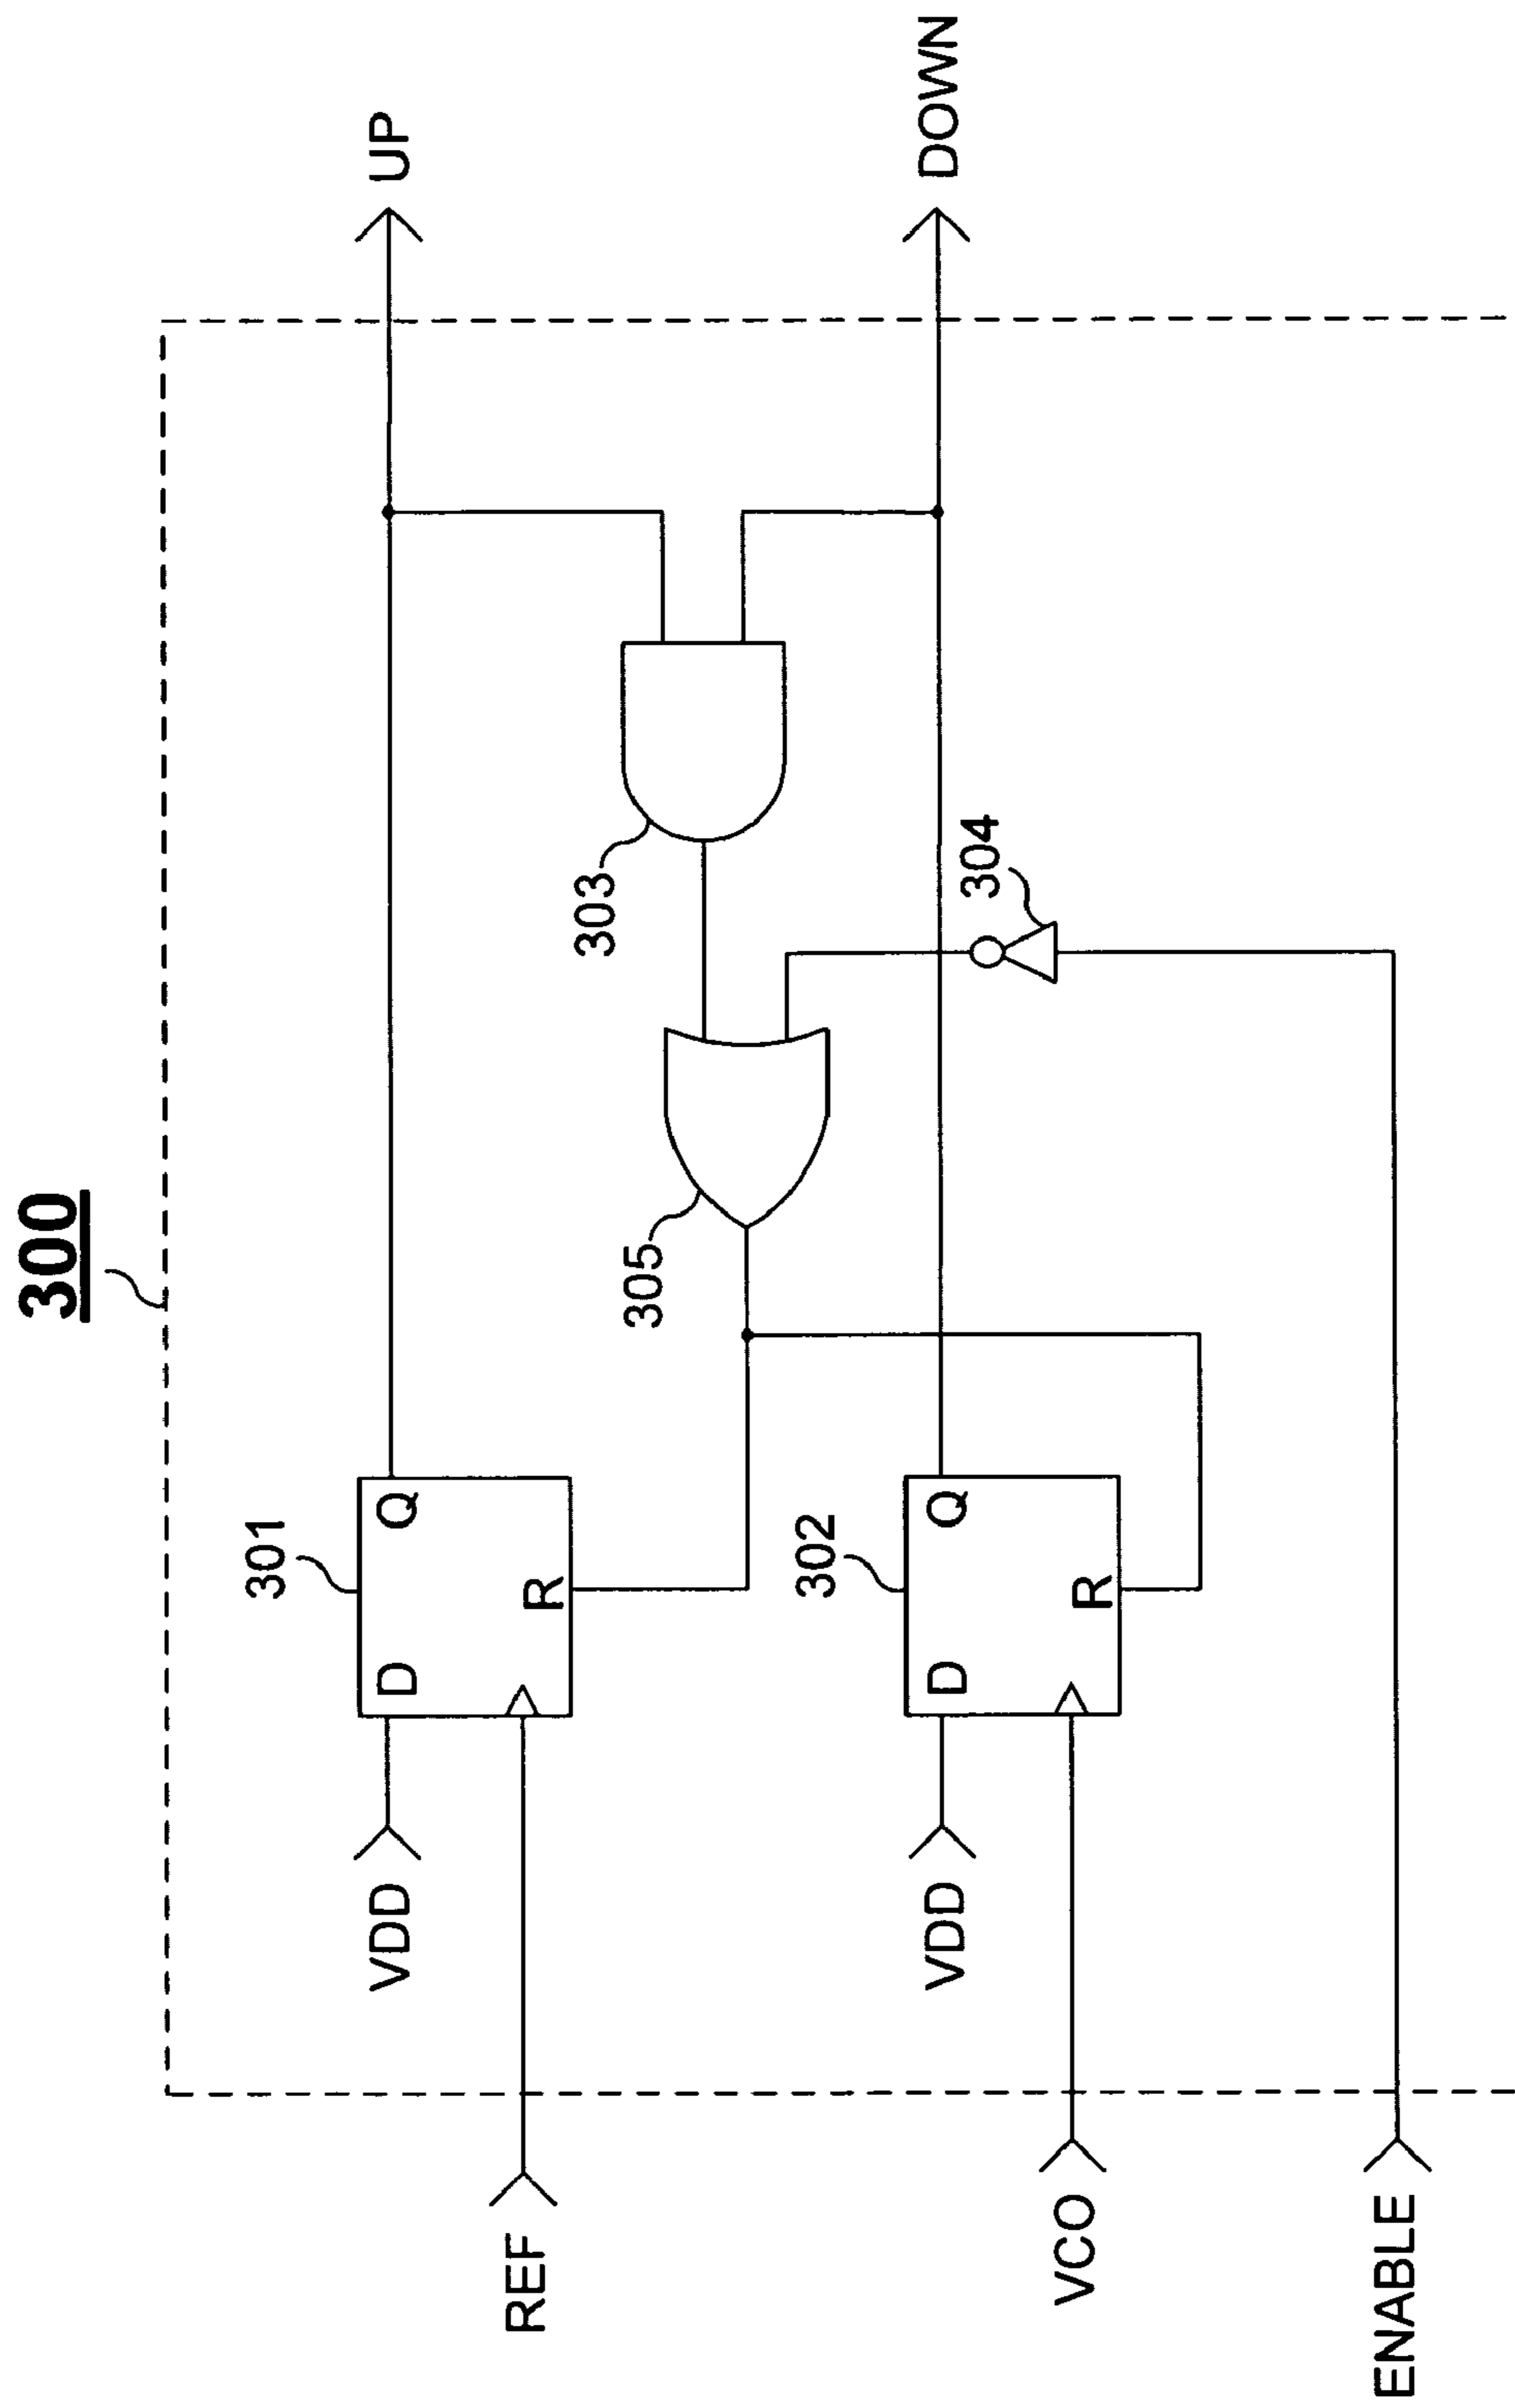 300
UP
301
D
Q
R
VDD
REF
303
305
DOWN
302
D
Q
R
VDD
VCO
304
ENABLE